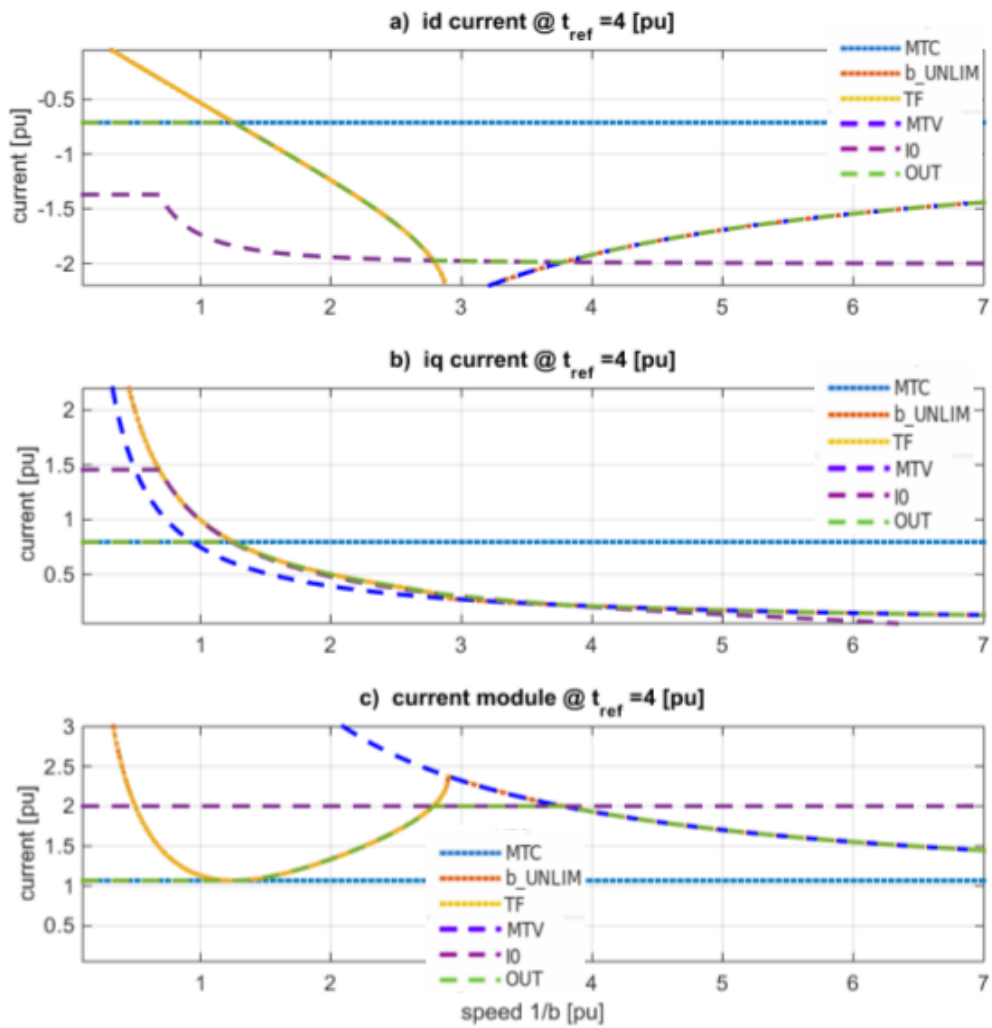 a) id current @ t_ref =4 [pu]
current [pu]
-0.5
-1
-1.5
-2
1 2 3 4 5 6 7
MTC
b_UNLIM
TF
MTV
I0
OUT
b) iq current @ t_ref =4 [pu]
current [pu]
2
1.5
1
0.5
1 2 3 4 5 6 7
MTC
b_UNLIM
TF
MTV
I0
OUT
c) current module @ t_ref =4 [pu]
current [pu]
3
2.5
2
1.5
1
0.5
MTC
b_UNLIM
TF
MTV
I0
OUT
1 2 3 4 5 6 7
speed 1/b [pu]